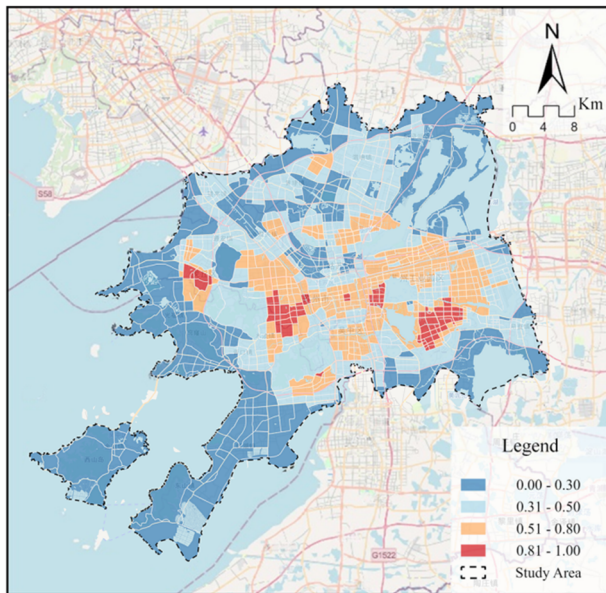 N
Km
0 4 8
S58
Legend
0.00 - 0.30
0.31 - 0.50
0.51 - 0.80
0.81 - 1.00
Study Area
G1522